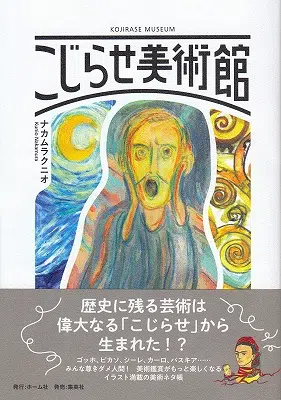 KOJIRASE MUSEUM
こじらせ美術館
ナカムラクニオ
Kunio Nakamura
歴史に残る芸術は
偉大なる「こじらせ」から
生まれた！？
ゴッホ、ピカソ、シーレ、カーロ、バスキア……
みんな尊きダメ人間！ 美術鑑賞がもっと楽しくなる
イラスト満載の美術ネタ帳
発行：ホーム社 発売：集英社